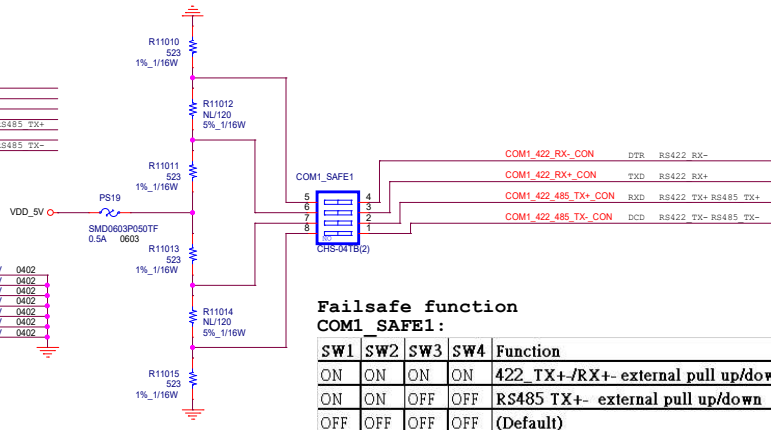 R11010
523
1%_1/16W
R11012
NL/120
5%_1/16W
S485 TX+
S485 TX-
R11011
523
1%_1/16W
COM1_SAFE1
5 4
6 3
7 2
8 1
NO
CHS-04TB(2)
COM1_422_RX-_CON DTR RS422 RX-
COM1_422_RX+_CON TXD RS422 RX+
COM1_422_485_TX+_CON RXD RS422 TX+ RS485 TX+
COM1_422_485_TX-_CON DCD RS422 TX- RS485 TX-
PS19
VDD_5V
SMD0603P050TF
0.5A 0603
R11013
523
1%_1/16W
V 0402
V 0402
V 0402
V 0402
V 0402
V 0402
V 0402
R11014
NL/120
5%_1/16W
R11015
523
1%_1/16W
Failsafe function
COM1_SAFE1:
SW1 SW2 SW3 SW4 Function
ON ON ON ON 422_TX+-/RX+- external pull up/dow
ON ON OFF OFF RS485 TX+- external pull up/down
OFF OFF OFF OFF (Default)